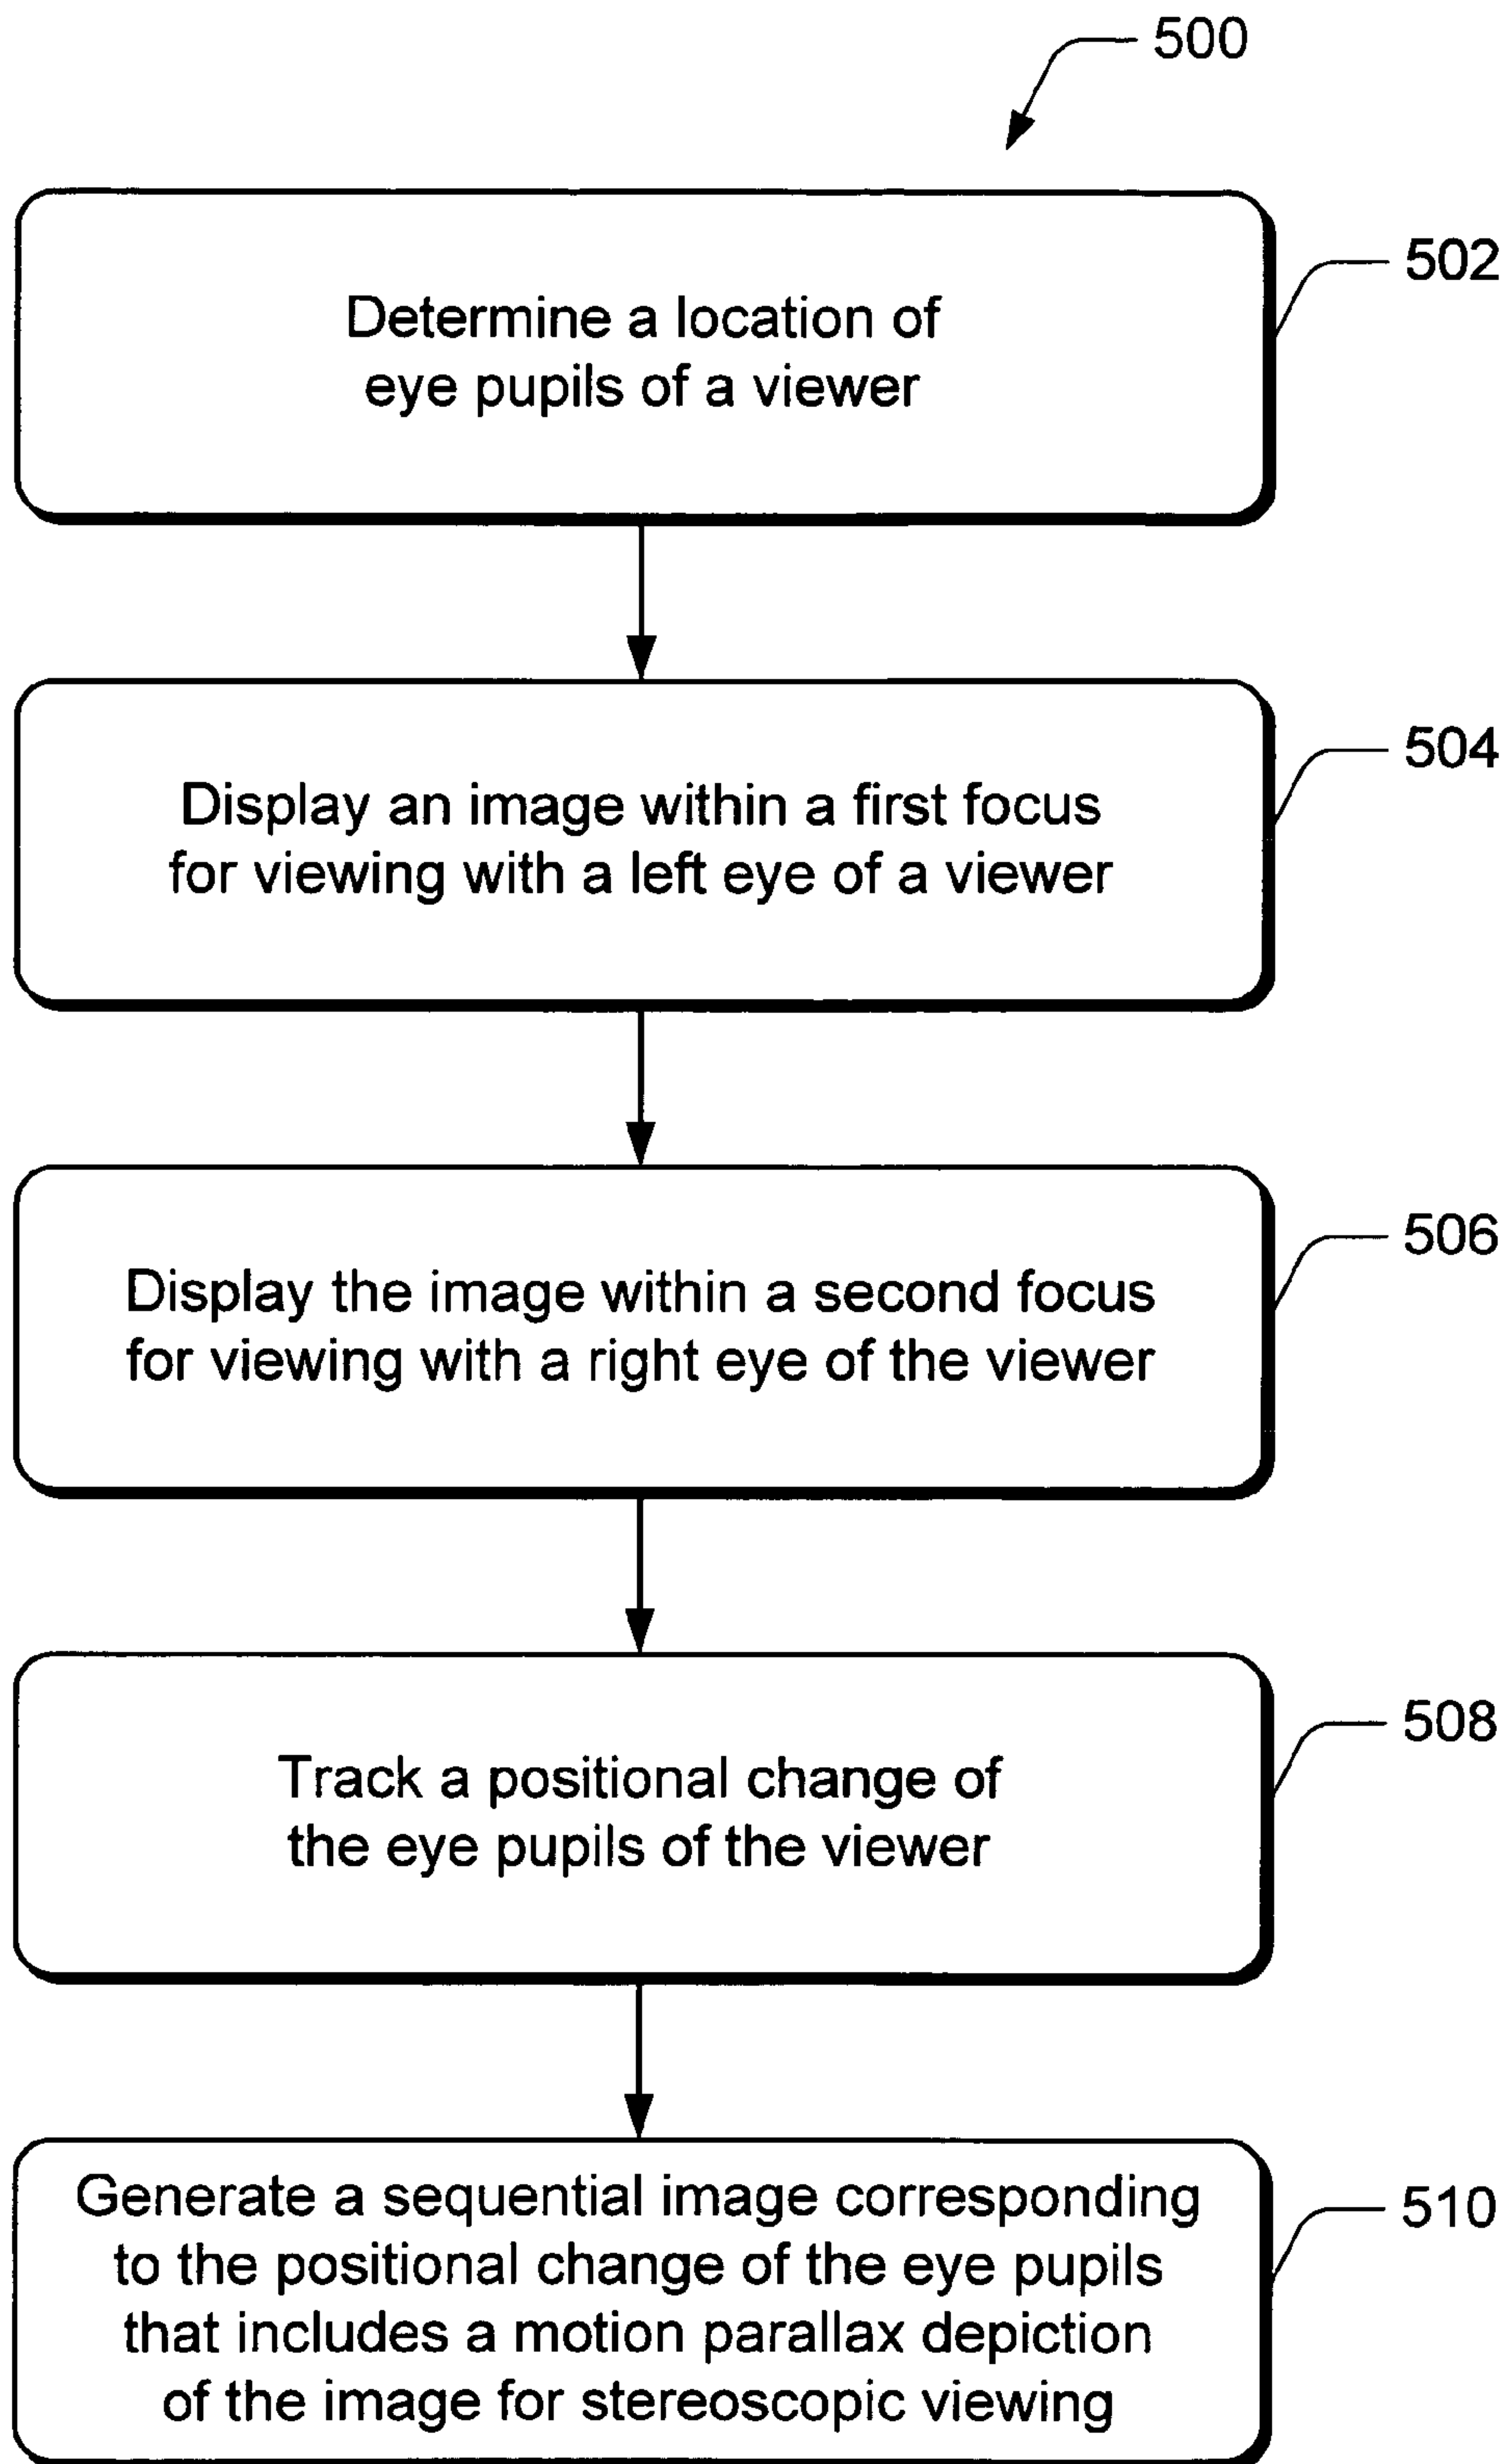 500
502
Determine a location of
eye pupils of a viewer
504
Display an image within a first focus
for viewing with a left eye of a viewer
506
Display the image within a second focus
for viewing with a right eye of the viewer
508
Track a positional change of
the eye pupils of the viewer
510
Generate a sequential image corresponding
to the positional change of the eye pupils
that includes a motion parallax depiction
of the image for stereoscopic viewing